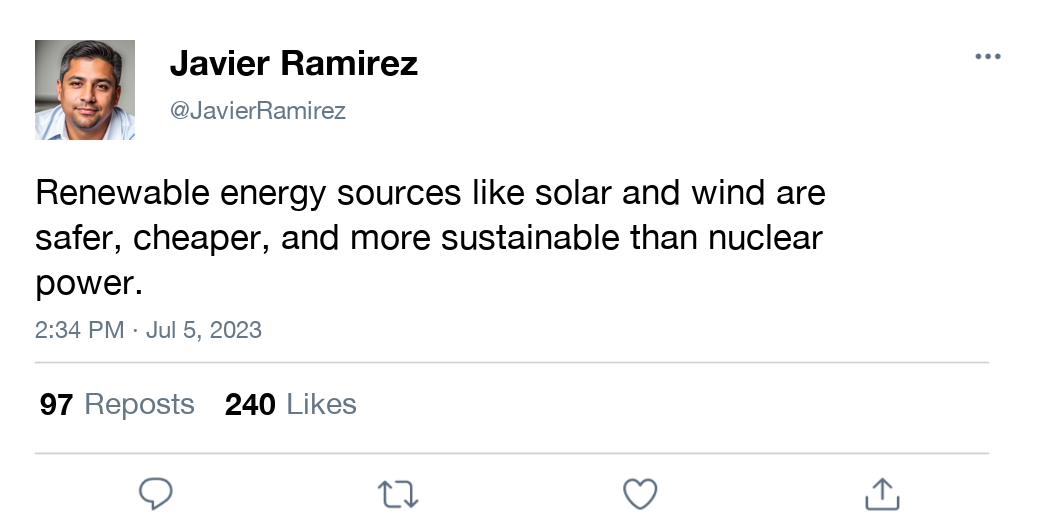 Javier Ramirez
@JavierRamirez
Renewable energy sources like solar and wind are
safer, cheaper, and more sustainable than nuclear
power.
2:34 PM · Jul 5, 2023
97 Reposts 240 Likes